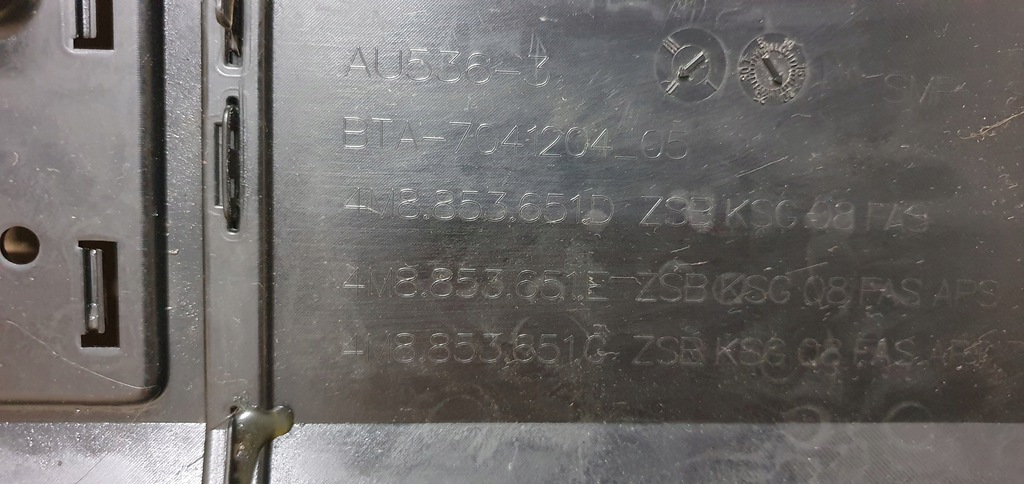 AU536-3
BTA-7041204_05
4M8.853.651D ZSB KSG Q8 FAS
4M8.853.651E ZSB KSG Q8 FAS APS
4M8.853.651G ZSB KSG Q8 FAS APS